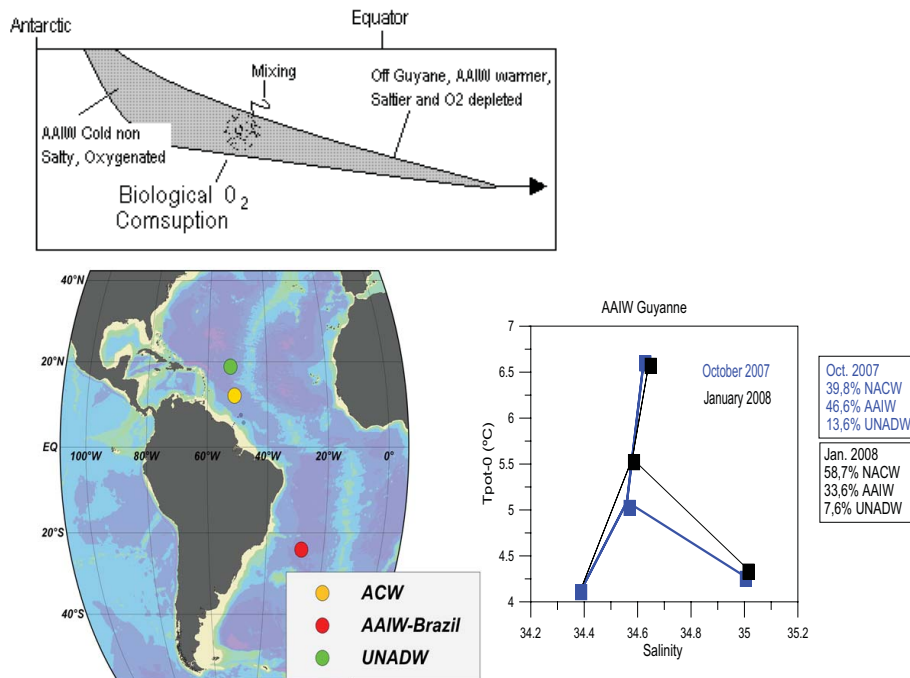 Antarctic
Equator
Mixing
Off Guyane, AAIW warmer,
Saltier and O2 depleted
AAIW Cold non
Salty, Oxygenated
Biological O2
Comsuption
40°N
20°N
EQ
100°W 80°W 60°W 40°W 20°W 0°
20°S
40°S
ACW
AAIW-Brazil
UNADW
AAIW Guyanne
October 2007
January 2008
Tpot-0 (°C)
7
6.5
6
5.5
5
4.5
4
34.2 34.4 34.6 34.8 35 35.2
Salinity
Oct. 2007
39,8% NACW
46,6% AAIW
13,6% UNADW
Jan. 2008
58,7% NACW
33,6% AAIW
7,6% UNADW